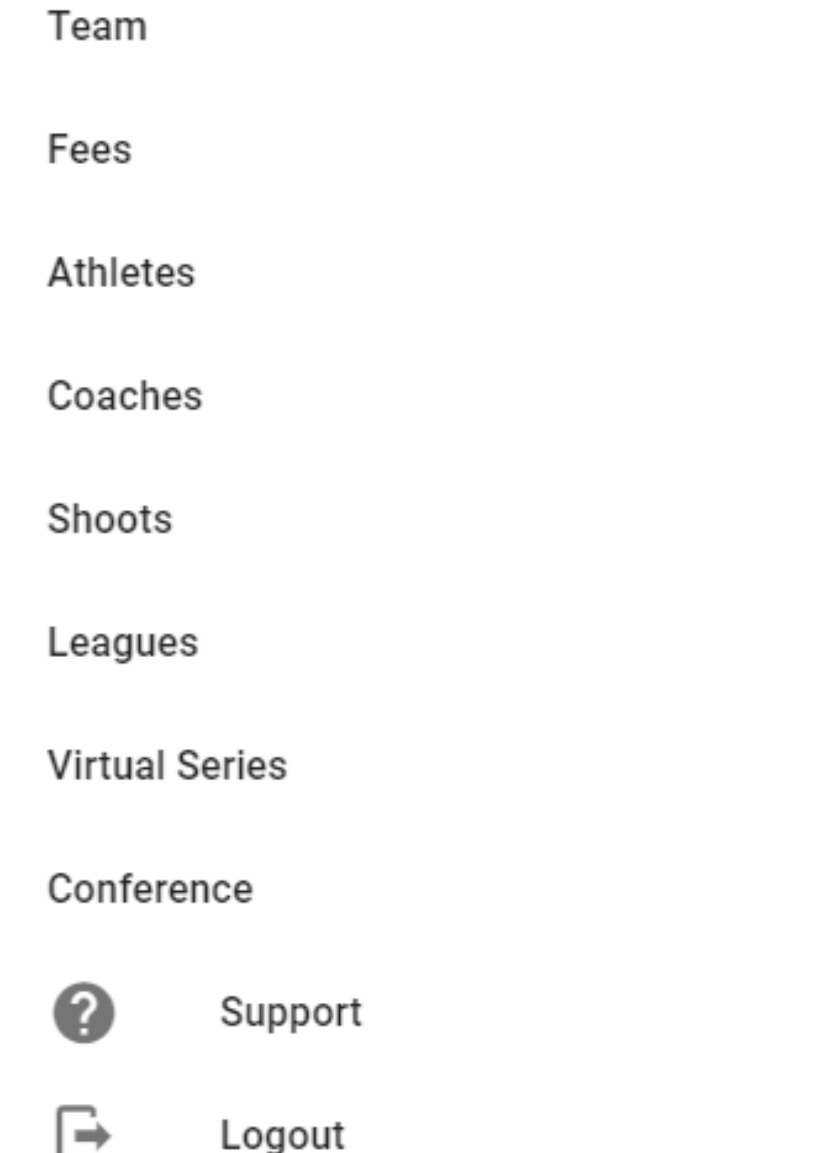 Team
Fees
Athletes
Coaches
Shoots
Leagues
Virtual Series
Conference
Support
Logout